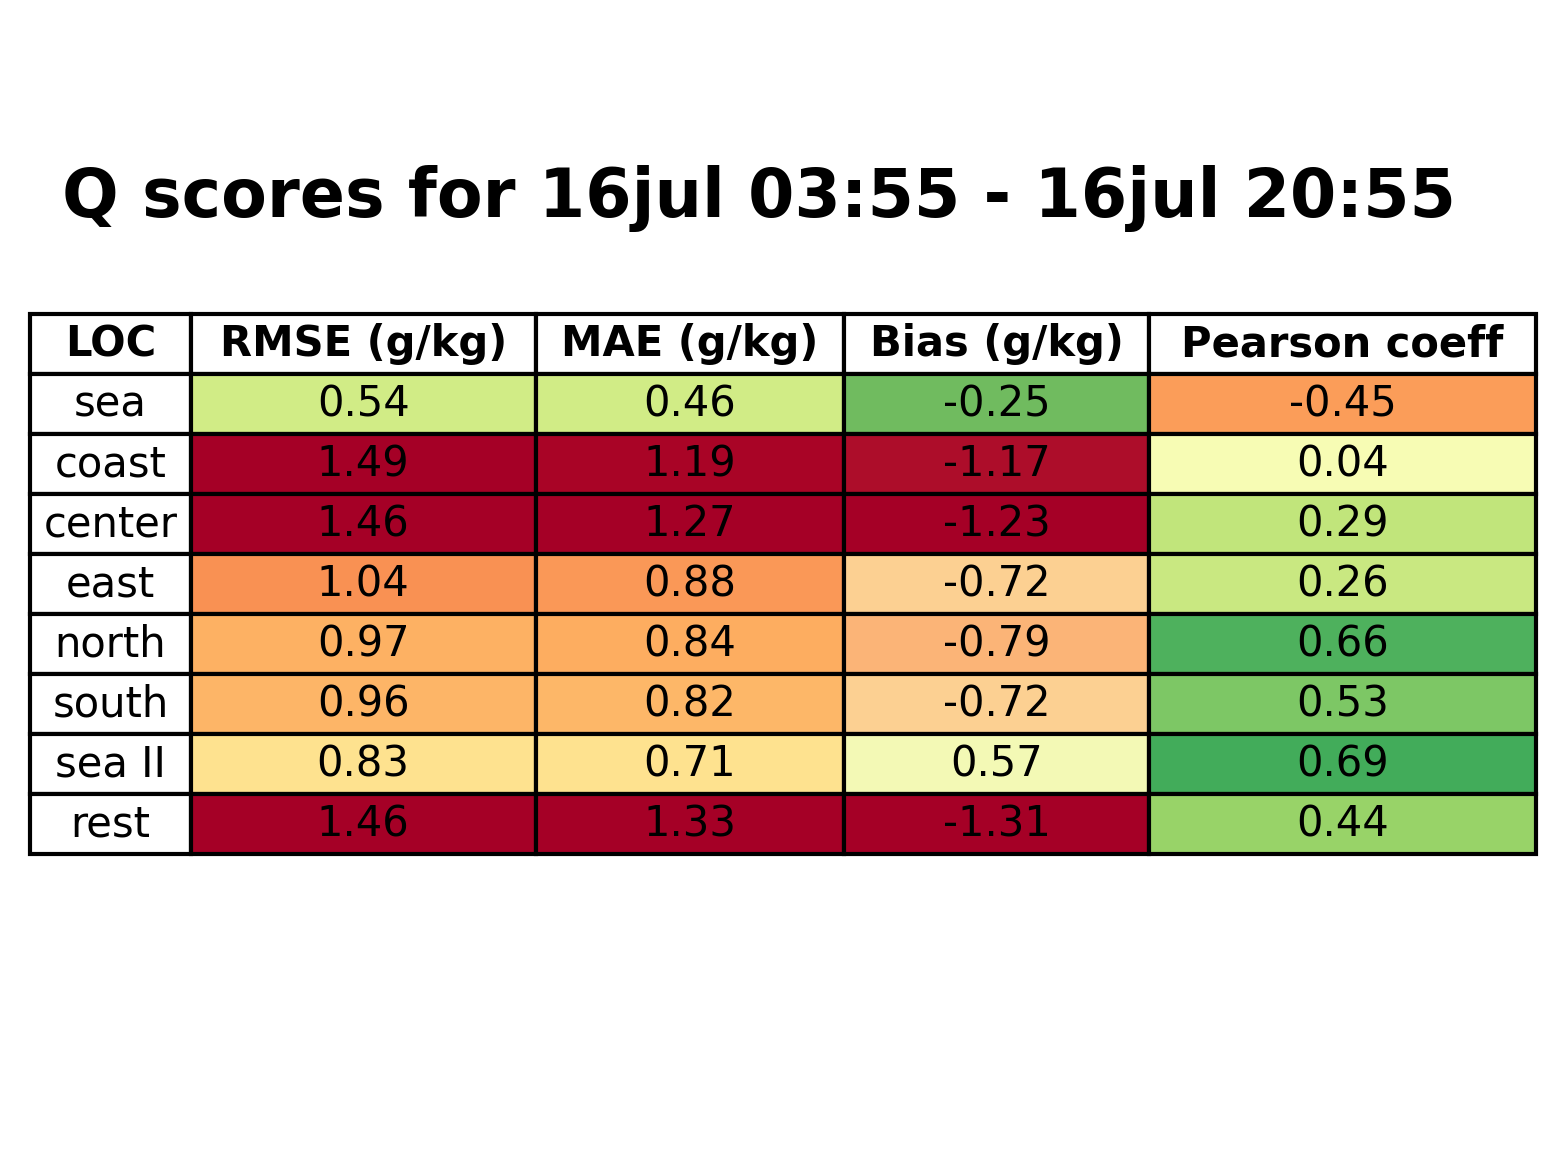 Q scores for 16jul 03:55 - 16jul 20:55
LOC RMSE (g/kg) MAE (g/kg) Bias (g/kg) Pearson coeff
sea 0.54 0.46 -0.25 -0.45
coast 1.49 1.19 -1.17 0.04
center 1.46 1.27 -1.23 0.29
east 1.04 0.88 -0.72 0.26
north 0.97 0.84 -0.79 0.66
south 0.96 0.82 -0.72 0.53
sea II 0.83 0.71 0.57 0.69
rest 1.46 1.33 -1.31 0.44